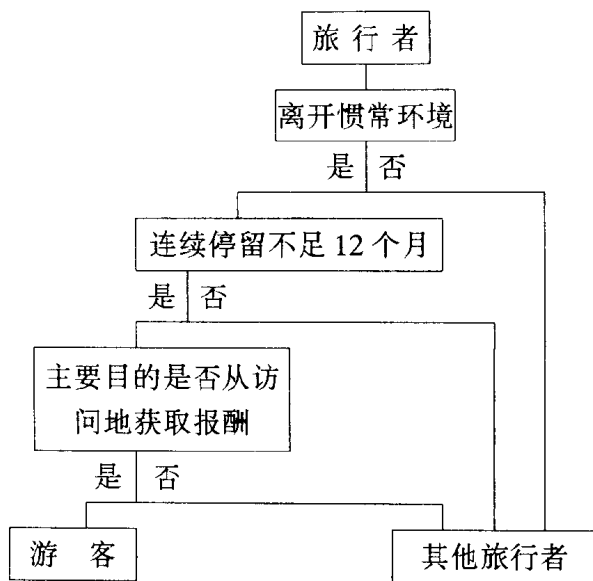 旅行者
离开惯常环境
是 否
连续停留不足12个月
是 否
主要目的是否从访
问地获取报酬
是 否
游 客
其他旅行者